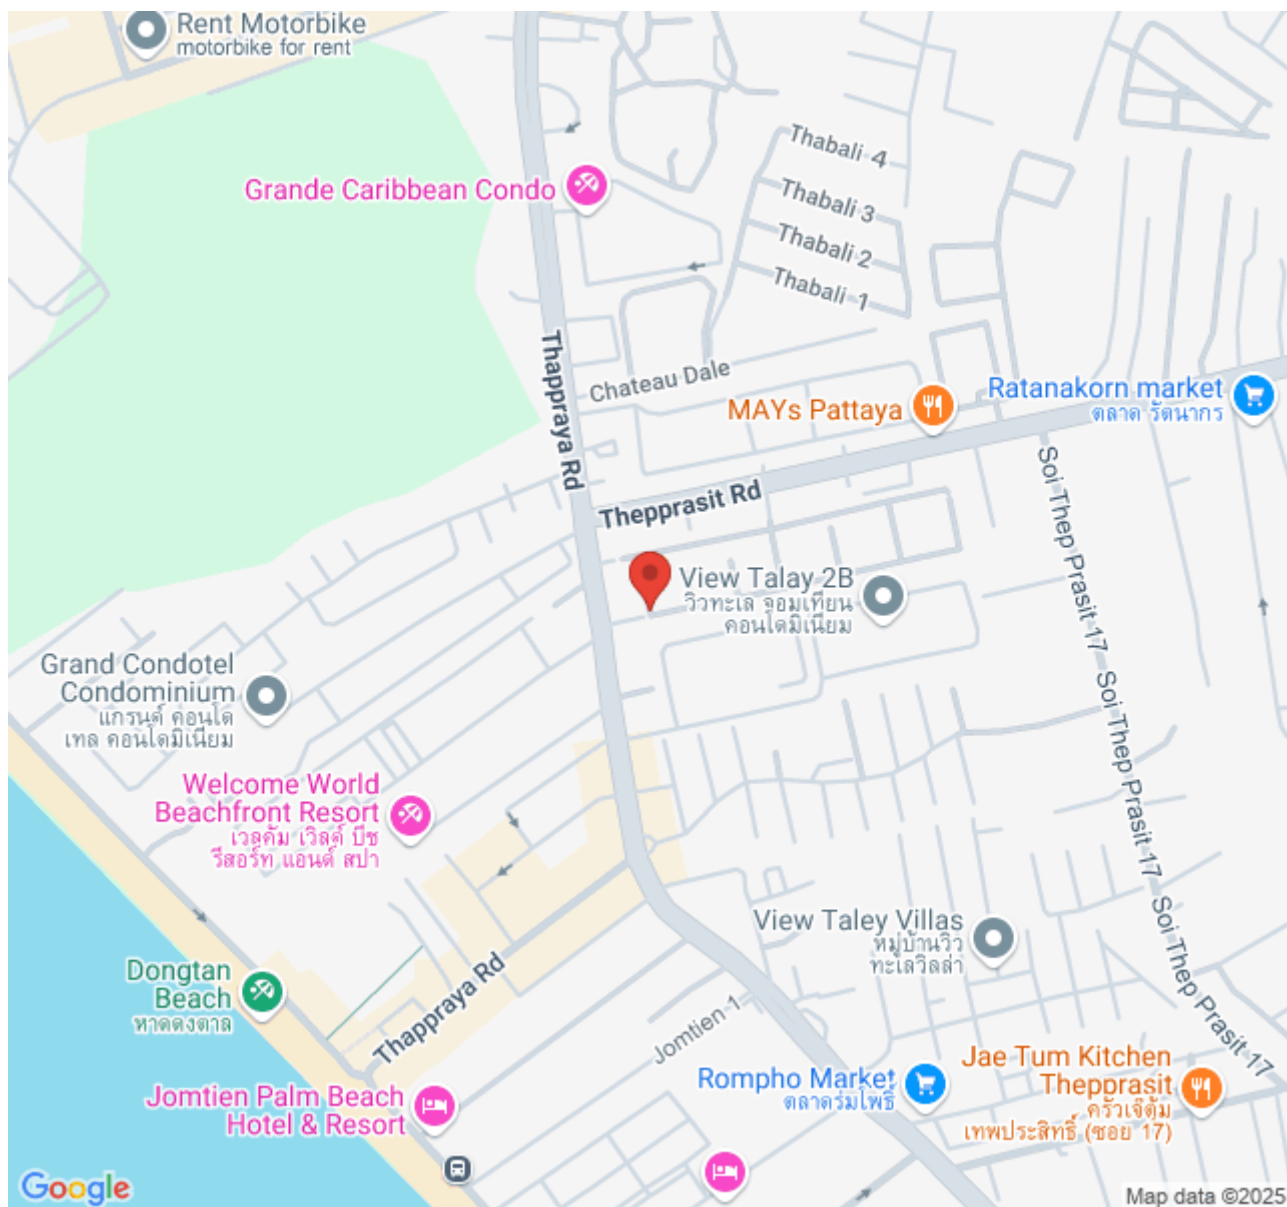 Rent Motorbike
motorbike for rent
Thabali 4
Grande Caribbean Condo
Thabali 3
Thabali 2
Thabali 1
Thappraya Rd
Chateau Dale
MAYs Pattaya
Ratanakorn market
ตลาด รัตนากร
Thepprasit Rd
Soi Thep Prasit 17
View Talay 2B
วิวทะเล จอมเทียน
คอนโดมิเนียม
Grand Condotel
Condominium
แกรนด์ คอนโด
เทล คอนโดมิเนียม
Soi Thep Prasit 17
Welcome World
Beachfront Resort
เวลคัม เวิลด์ บีช
รีสอร์ท แอนด์ สปา
View Taley Villas
หมู่บ้านวิว
ทะเลวิลล่า
Soi Thep Prasit 17
Dongtan
Beach
หาดดงตาล
Thappraya Rd
Jomtien 1
Rompho Market
ตลาดร่มโพธิ์
Jae Tum Kitchen
Thepprasit
ครัวเจ๊ตุ้ม
เทพประสิทธิ์ (ซอย 17)
Jomtien Palm Beach
Hotel & Resort
Google
Map data ©2025